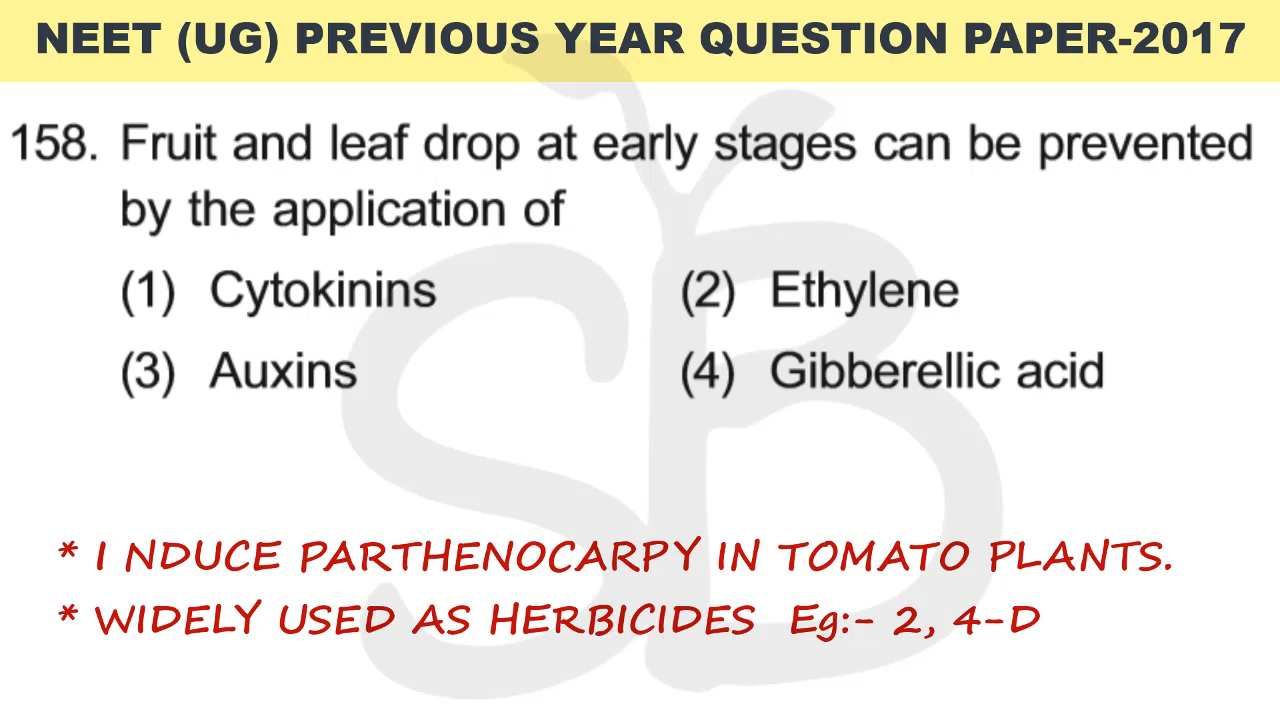 NEET (UG) PREVIOUS YEAR QUESTION PAPER-2017
158. Fruit and leaf drop at early stages can be prevented
by the application of
(1) Cytokinins (2) Ethylene
(3) Auxins (4) Gibberellic acid
* I NDUCE PARTHENOCARPY IN TOMATO PLANTS.
* WIDELY USED AS HERBICIDES Eg:- 2, 4-D
SB